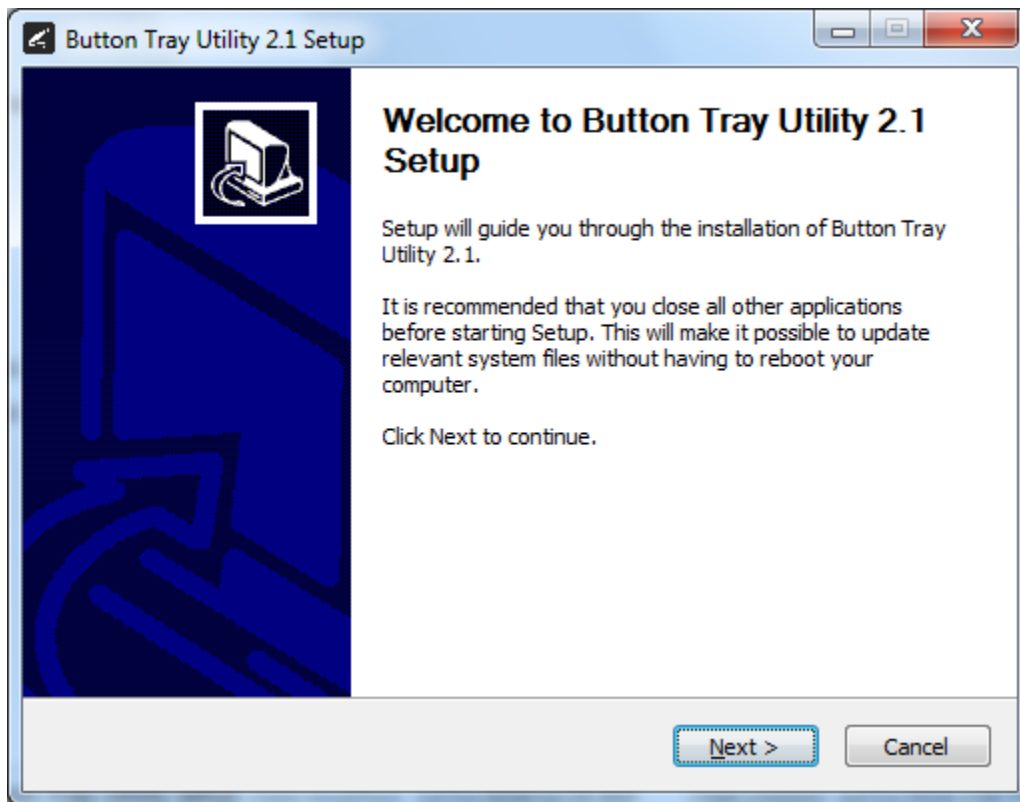 Button Tray Utility 2.1 Setup
Welcome to Button Tray Utility 2.1
Setup
Setup will guide you through the installation of Button Tray
Utility 2.1.
It is recommended that you close all other applications
before starting Setup. This will make it possible to update
relevant system files without having to reboot your
computer.
Click Next to continue.
Next >
Cancel